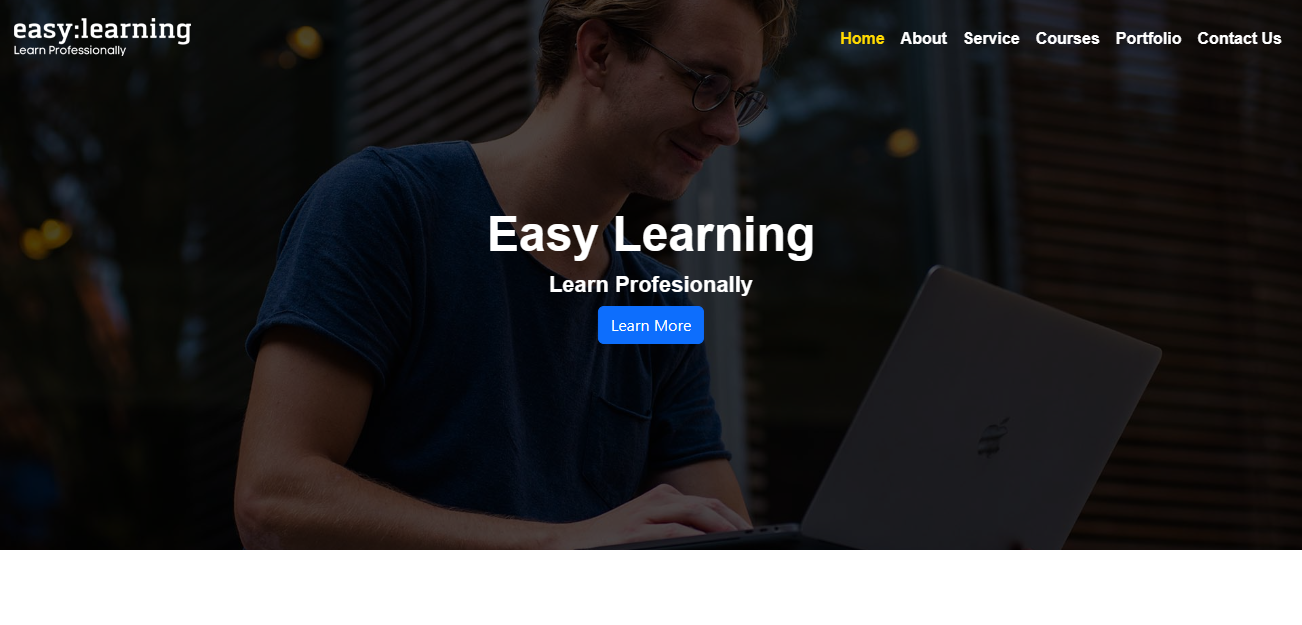 easy:learning
Learn Professionally
Home About Service Courses Portfolio Contact Us
Easy Learning
Learn Profesionally
Learn More